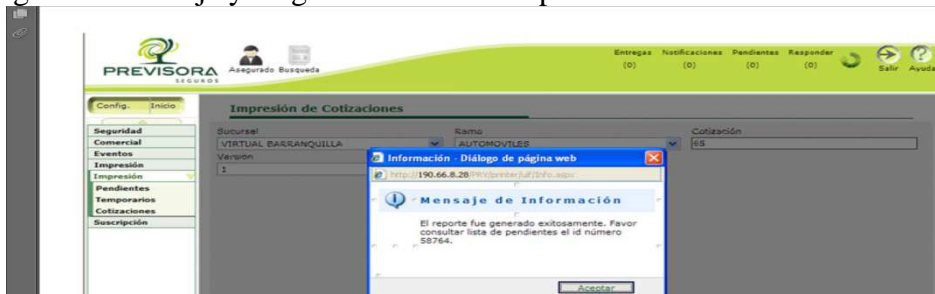 PREVISORA
SEGUROS
Asegurado Busqueda
Entregas Notificaciones Pendientes Responder
(0) (0) (0) (0)
Salir Ayuda
Config. Inicio
Impresión de Cotizaciones
Seguridad
Comercial
Eventos
Impresión
Impresión
Pendientes
Temporarios
Cotizaciones
Suscripción
Sucursal Ramo Cotización
VIRTUAL BARRANQUILLA AUTOMOVILES 65
Versión
1
Información - Diálogo de página web
http://190.66.8.28/PRV/printer/uif/Info.aspx
Mensaje de Información
El reporte fue generado exitosamente. Favor
consultar lista de pendientes el id número
58764.
Aceptar